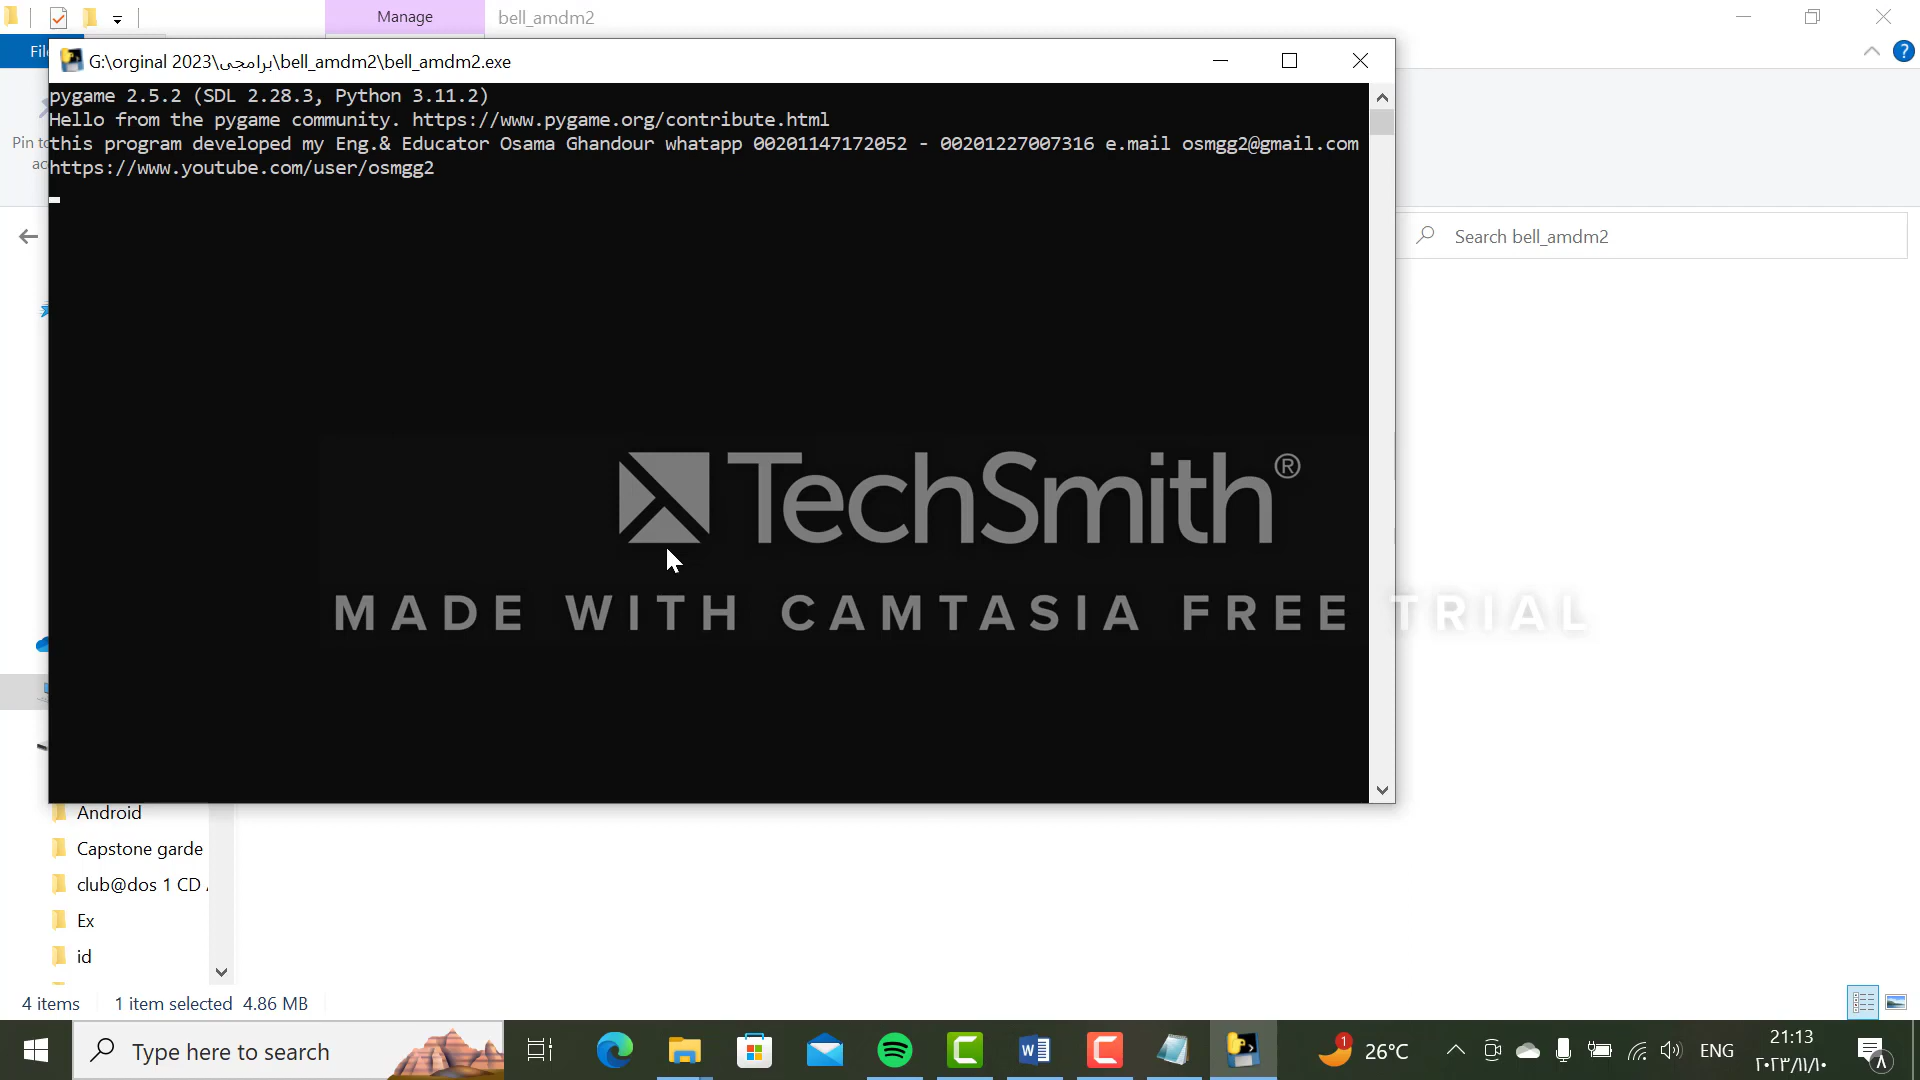 Manage
bell_amdm2
G:\orginal 2023\برامجى\bell_amdm2\bell_amdm2.exe
pygame 2.5.2 (SDL 2.28.3, Python 3.11.2)
Hello from the pygame community. https://www.pygame.org/contribute.html
this program developed my Eng.& Educator Osama Ghandour whatapp 00201147172052 - 00201227007316 e.mail osmgg2@gmail.com
https://www.youtube.com/user/osmgg2
Search bell_amdm2
TechSmith®
MADE WITH CAMTASIA FREE TRIAL
Android
Capstone garde
club@dos 1 CD
Ex
id
4 items
1 item selected 4.86 MB
Type here to search
1
26°C
ENG
21:13
٢٠٢٣/١١/١٠
٨